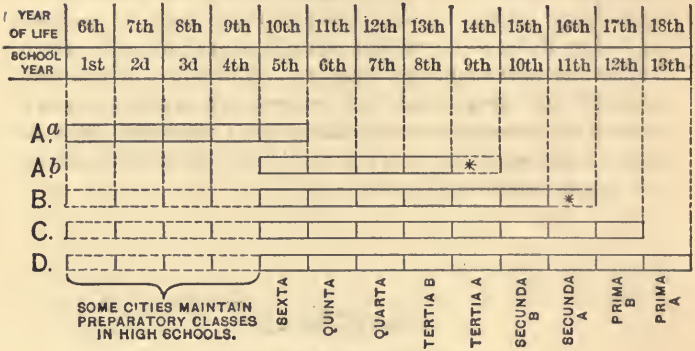 YEAR OF LIFE 6th 7th 8th 9th 10th 11th 12th 13th 14th 15th 16th 17th 18th
SCHOOL YEAR 1st 2d 3d 4th 5th 6th 7th 8th 9th 10th 11th 12th 13th
A.a
A.b *
B. *
C.
D.
SOME CITIES MAINTAIN
PREPARATORY CLASSES
IN HIGH SCHOOLS.
SEXTA
QUINTA
QUARTA
TERTIA B
TERTIA A
SECUNDA B
SECUNDA A
PRIMA B
PRIMA A